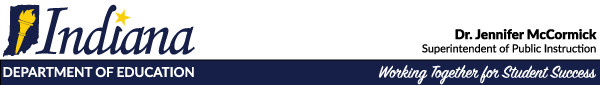 Indiana
DEPARTMENT OF EDUCATION
Dr. Jennifer McCormick
Superintendent of Public Instruction
Working Together for Student Success